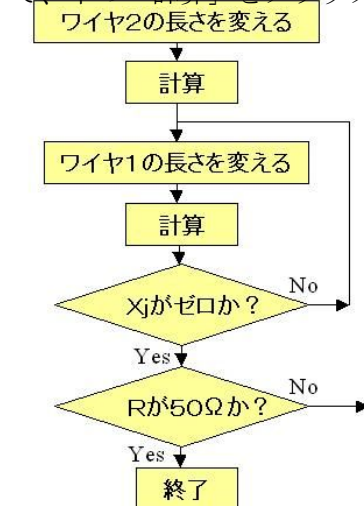 ワイヤ2の長さを変える
計算
ワイヤ1の長さを変える
計算
Xjがゼロか?
No
Yes
Rが50Ωか?
No
Yes
終了